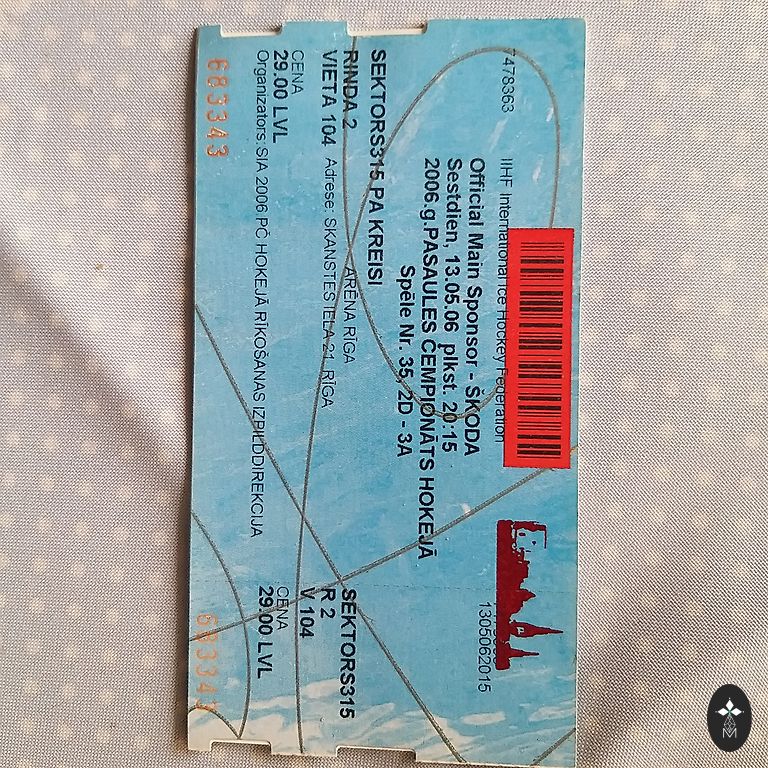 7478363
IIHF International Ice Hockey Federation
Official Main Sponsor - ŠKODA
Sestdien, 13.05.06 plkst. 20:15
2006.g.PASAULES ČEMPIONĀTS HOKEJĀ
Spēle Nr. 35, 2D - 3A
SEKTORS315 PA KREISI
ARĒNA RĪGA
RINDA 2
VIETA 104 Adrese: SKANSTES IELA 21, RĪGA
CENA
29.00 LVL
Organizators: SIA 2006 PČ HOKEJĀ RĪKOŠANAS IZPILDDIREKCIJA
683343
1305062015
SEKTORS315
R 2
V 104
CENA
29.00 LVL
683343
M